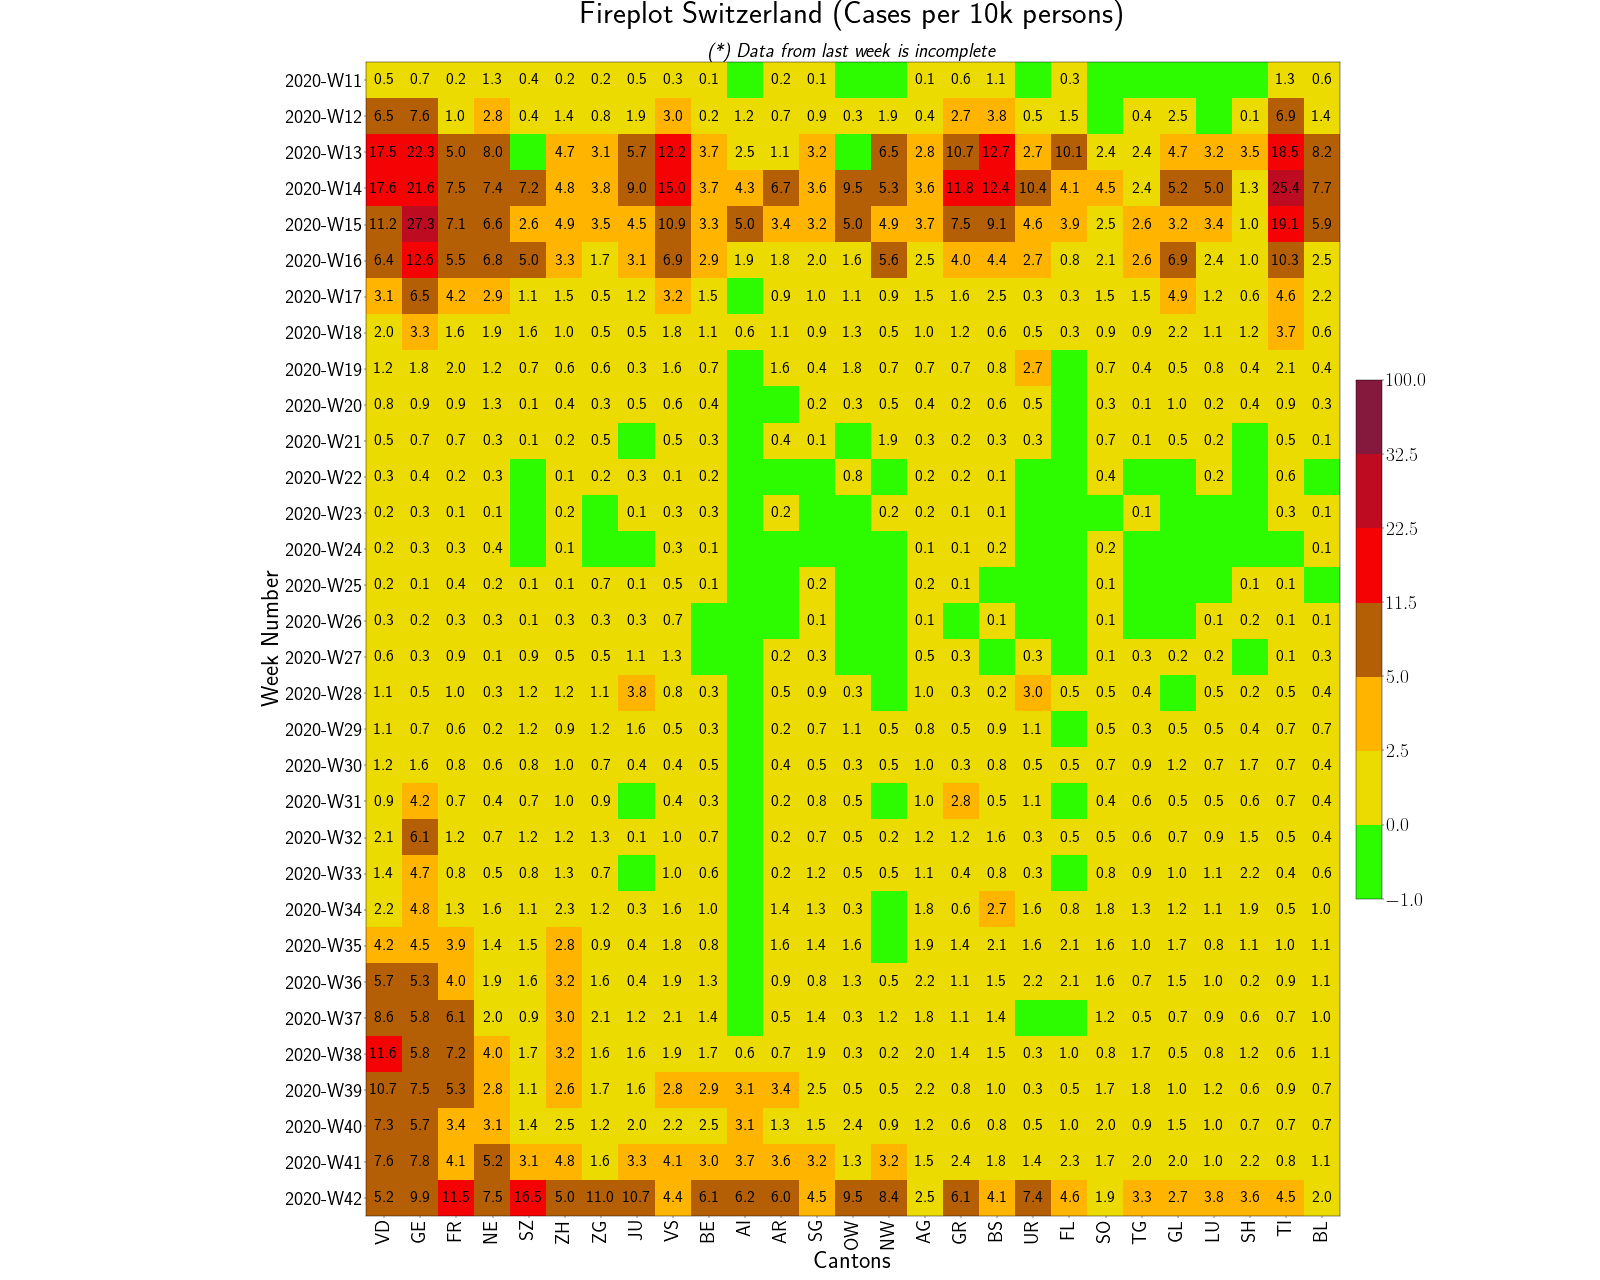 Fireplot Switzerland (Cases per 10k persons)
(*) Data from last week is incomplete
2020-W11 0.5 0.7 0.2 1.3 0.4 0.2 0.2 0.5 0.3 0.1 0.2 0.1 0.1 0.6 1.1 0.3 1.3 0.6
2020-W12 6.5 7.6 1.0 2.8 0.4 1.4 0.8 1.9 3.0 0.2 1.2 0.7 0.9 0.3 1.9 0.4 2.7 3.8 0.5 1.5 0.4 2.5 0.1 6.9 1.4
2020-W13 17.5 22.3 5.0 8.0 4.7 3.1 5.7 12.2 3.7 2.5 1.1 3.2 6.5 2.8 10.7 12.7 2.7 10.1 2.4 2.4 4.7 3.2 3.5 18.5 8.2
2020-W14 17.6 21.6 7.5 7.4 7.2 4.8 3.8 9.0 15.0 3.7 4.3 6.7 3.6 9.5 5.3 3.6 11.8 12.4 10.4 4.1 4.5 2.4 5.2 5.0 1.3 25.4 7.7
2020-W15 11.2 27.3 7.1 6.6 2.6 4.9 3.5 4.5 10.9 3.3 5.0 3.4 3.2 5.0 4.9 3.7 7.5 9.1 4.6 3.9 2.5 2.6 3.2 3.4 1.0 19.1 5.9
2020-W16 6.4 12.6 5.5 6.8 5.0 3.3 1.7 3.1 6.9 2.9 1.9 1.8 2.0 1.6 5.6 2.5 4.0 4.4 2.7 0.8 2.1 2.6 6.9 2.4 1.0 10.3 2.5
2020-W17 3.1 6.5 4.2 2.9 1.1 1.5 0.5 1.2 3.2 1.5 0.9 1.0 1.1 0.9 1.5 1.6 2.5 0.3 0.3 1.5 1.5 4.9 1.2 0.6 4.6 2.2
2020-W18 2.0 3.3 1.6 1.9 1.6 1.0 0.5 0.5 1.8 1.1 0.6 1.1 0.9 1.3 0.5 1.0 1.2 0.6 0.5 0.3 0.9 0.9 2.2 1.1 1.2 3.7 0.6
2020-W19 1.2 1.8 2.0 1.2 0.7 0.6 0.6 0.3 1.6 0.7 1.6 0.4 1.8 0.7 0.7 0.7 0.8 2.7 0.7 0.4 0.5 0.8 0.4 2.1 0.4
2020-W20 0.8 0.9 0.9 1.3 0.1 0.4 0.3 0.5 0.6 0.4 0.2 0.3 0.5 0.4 0.2 0.6 0.5 0.3 0.1 1.0 0.2 0.4 0.9 0.3
2020-W21 0.5 0.7 0.7 0.3 0.1 0.2 0.5 0.5 0.3 0.4 0.1 1.9 0.3 0.2 0.3 0.3 0.7 0.1 0.5 0.2 0.5 0.1
2020-W22 0.3 0.4 0.2 0.3 0.1 0.2 0.3 0.1 0.2 0.8 0.2 0.2 0.1 0.4 0.2 0.6
2020-W23 0.2 0.3 0.1 0.1 0.2 0.1 0.3 0.3 0.2 0.2 0.2 0.1 0.1 0.1 0.3 0.1
2020-W24 0.2 0.3 0.3 0.4 0.1 0.3 0.1 0.1 0.1 0.2 0.2 0.1
2020-W25 0.2 0.1 0.4 0.2 0.1 0.1 0.7 0.1 0.5 0.1 0.2 0.2 0.1 0.1 0.1 0.1
2020-W26 0.3 0.2 0.3 0.3 0.1 0.3 0.3 0.3 0.7 0.1 0.1 0.1 0.1 0.1 0.2 0.1 0.1
2020-W27 0.6 0.3 0.9 0.1 0.9 0.5 0.5 1.1 1.3 0.2 0.3 0.5 0.3 0.3 0.1 0.3 0.2 0.2 0.1 0.3
2020-W28 1.1 0.5 1.0 0.3 1.2 1.2 1.1 3.8 0.8 0.3 0.5 0.9 0.3 1.0 0.3 0.2 3.0 0.5 0.5 0.4 0.5 0.2 0.5 0.4
2020-W29 1.1 0.7 0.6 0.2 1.2 0.9 1.2 1.6 0.5 0.3 0.2 0.7 1.1 0.5 0.8 0.5 0.9 1.1 0.5 0.3 0.5 0.5 0.4 0.7 0.7
2020-W30 1.2 1.6 0.8 0.6 0.8 1.0 0.7 0.4 0.4 0.5 0.4 0.5 0.3 0.5 1.0 0.3 0.8 0.5 0.5 0.7 0.9 1.2 0.7 1.7 0.7 0.4
2020-W31 0.9 4.2 0.7 0.4 0.7 1.0 0.9 0.4 0.3 0.2 0.8 0.5 1.0 2.8 0.5 1.1 0.4 0.6 0.5 0.5 0.6 0.7 0.4
2020-W32 2.1 6.1 1.2 0.7 1.2 1.2 1.3 0.1 1.0 0.7 0.2 0.7 0.5 0.2 1.2 1.2 1.6 0.3 0.5 0.5 0.6 0.7 0.9 1.5 0.5 0.4
2020-W33 1.4 4.7 0.8 0.5 0.8 1.3 0.7 1.0 0.6 0.2 1.2 0.5 0.5 1.1 0.4 0.8 0.3 0.8 0.9 1.0 1.1 2.2 0.4 0.6
2020-W34 2.2 4.8 1.3 1.6 1.1 2.3 1.2 0.3 1.6 1.0 1.4 1.3 0.3 1.8 0.6 2.7 1.6 0.8 1.8 1.3 1.2 1.1 1.9 0.5 1.0
2020-W35 4.2 4.5 3.9 1.4 1.5 2.8 0.9 0.4 1.8 0.8 1.6 1.4 1.6 1.9 1.4 2.1 1.6 2.1 1.6 1.0 1.7 0.8 1.1 1.0 1.1
2020-W36 5.7 5.3 4.0 1.9 1.6 3.2 1.6 0.4 1.9 1.3 0.9 0.8 1.3 0.5 2.2 1.1 1.5 2.2 2.1 1.6 0.7 1.5 1.0 0.2 0.9 1.1
2020-W37 8.6 5.8 6.1 2.0 0.9 3.0 2.1 1.2 2.1 1.4 0.5 1.4 0.3 1.2 1.8 1.1 1.4 1.2 0.5 0.7 0.9 0.6 0.7 1.0
2020-W38 11.6 5.8 7.2 4.0 1.7 3.2 1.6 1.6 1.9 1.7 0.6 0.7 1.9 0.3 0.2 2.0 1.4 1.5 0.3 1.0 0.8 1.7 0.5 0.8 1.2 0.6 1.1
2020-W39 10.7 7.5 5.3 2.8 1.1 2.6 1.7 1.6 2.8 2.9 3.1 3.4 2.5 0.5 0.5 2.2 0.8 1.0 0.3 0.5 1.7 1.8 1.0 1.2 0.6 0.9 0.7
2020-W40 7.3 5.7 3.4 3.1 1.4 2.5 1.2 2.0 2.2 2.5 3.1 1.3 1.5 2.4 0.9 1.2 0.6 0.8 0.5 1.0 2.0 0.9 1.5 1.0 0.7 0.7 0.7
2020-W41 7.6 7.8 4.1 5.2 3.1 4.8 1.6 3.3 4.1 3.0 3.7 3.6 3.2 1.3 3.2 1.5 2.4 1.8 1.4 2.3 1.7 2.0 2.0 1.0 2.2 0.8 1.1
2020-W42 5.2 9.9 11.5 7.5 16.5 5.0 11.0 10.7 4.4 6.1 6.2 6.0 4.5 9.5 8.4 2.5 6.1 4.1 7.4 4.6 1.9 3.3 2.7 3.8 3.6 4.5 2.0
VD GE FR NE SZ ZH ZG JU VS BE AI AR SG OW NW AG GR BS UR FL SO TG GL LU SH TI BL
Cantons
Week Number
100.0
32.5
22.5
11.5
5.0
2.5
0.0
−1.0